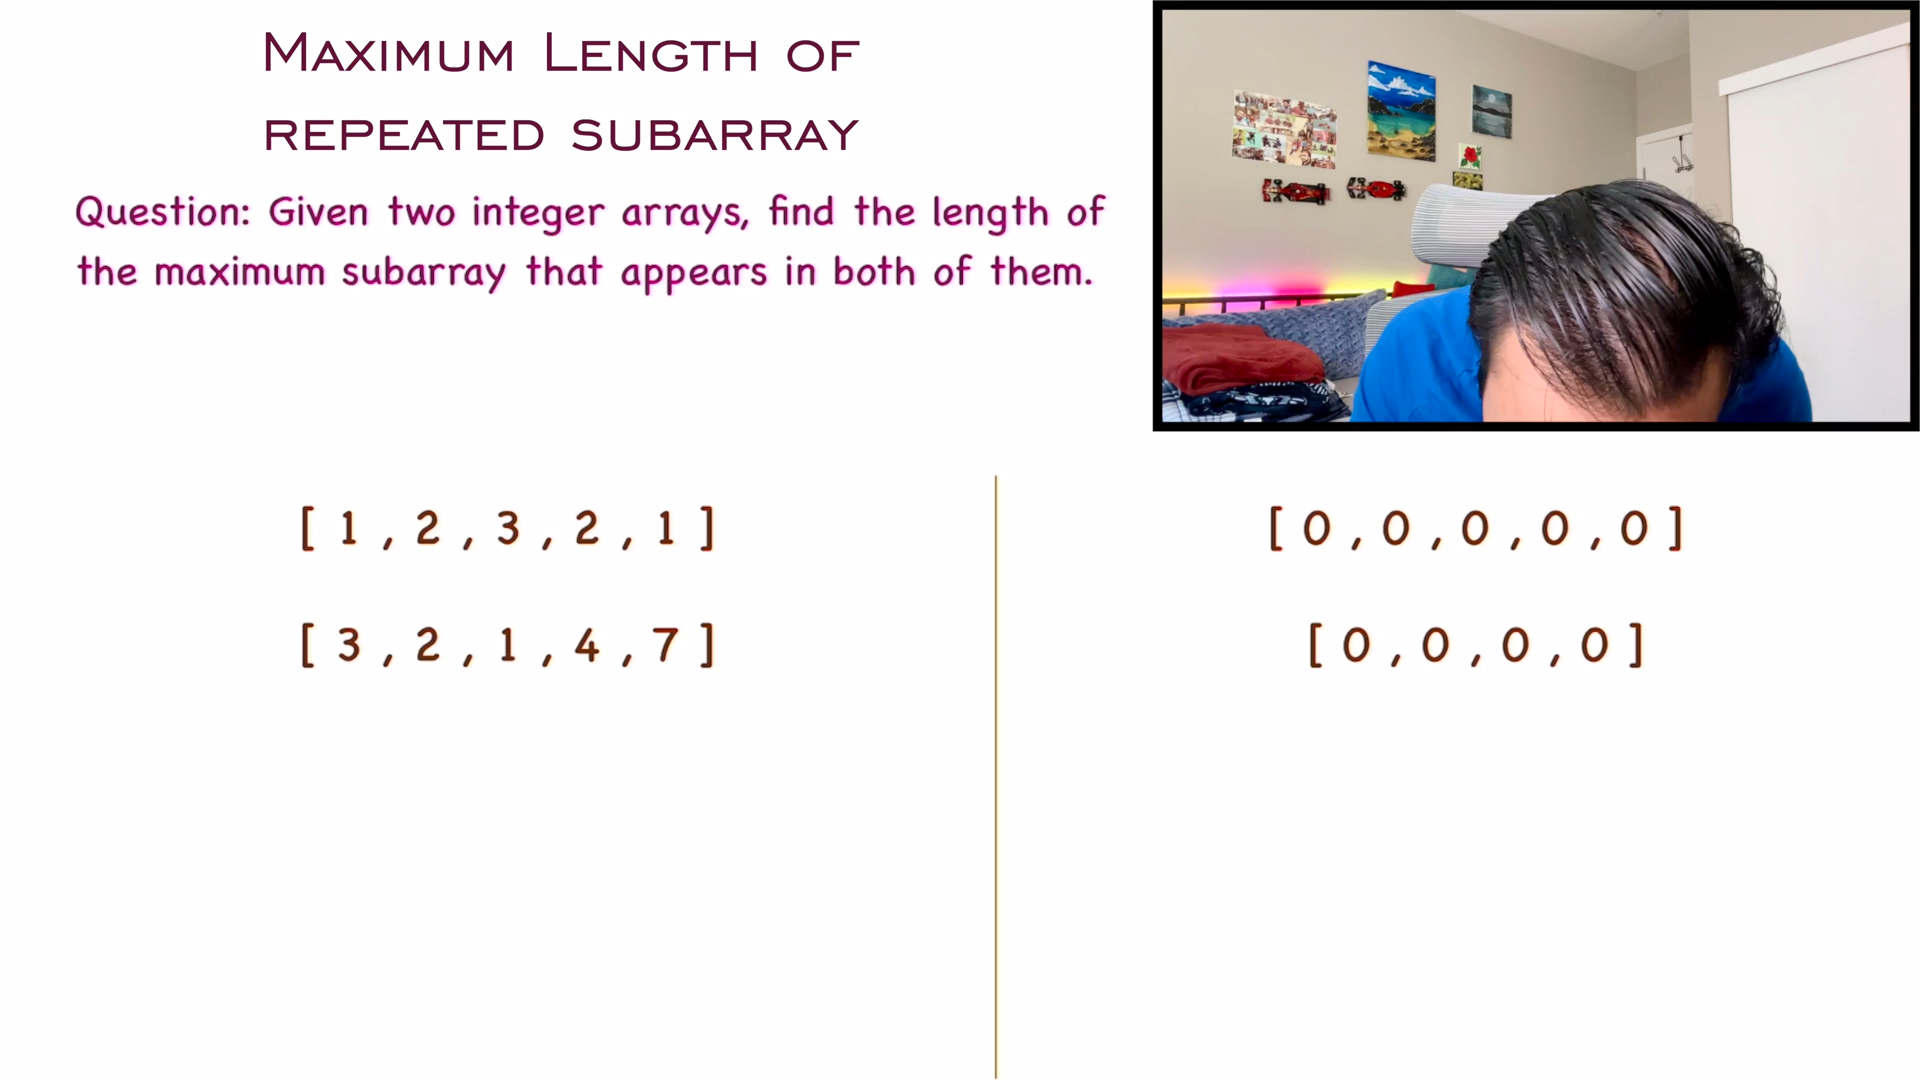 MAXIMUM LENGTH OF
REPEATED SUBARRAY
Question: Given two integer arrays, find the length of
the maximum subarray that appears in both of them.
[ 1 , 2 , 3 , 2 , 1 ]
[ 3 , 2 , 1 , 4 , 7 ]
[ 0 , 0 , 0 , 0 , 0 ]
[ 0 , 0 , 0 , 0 ]